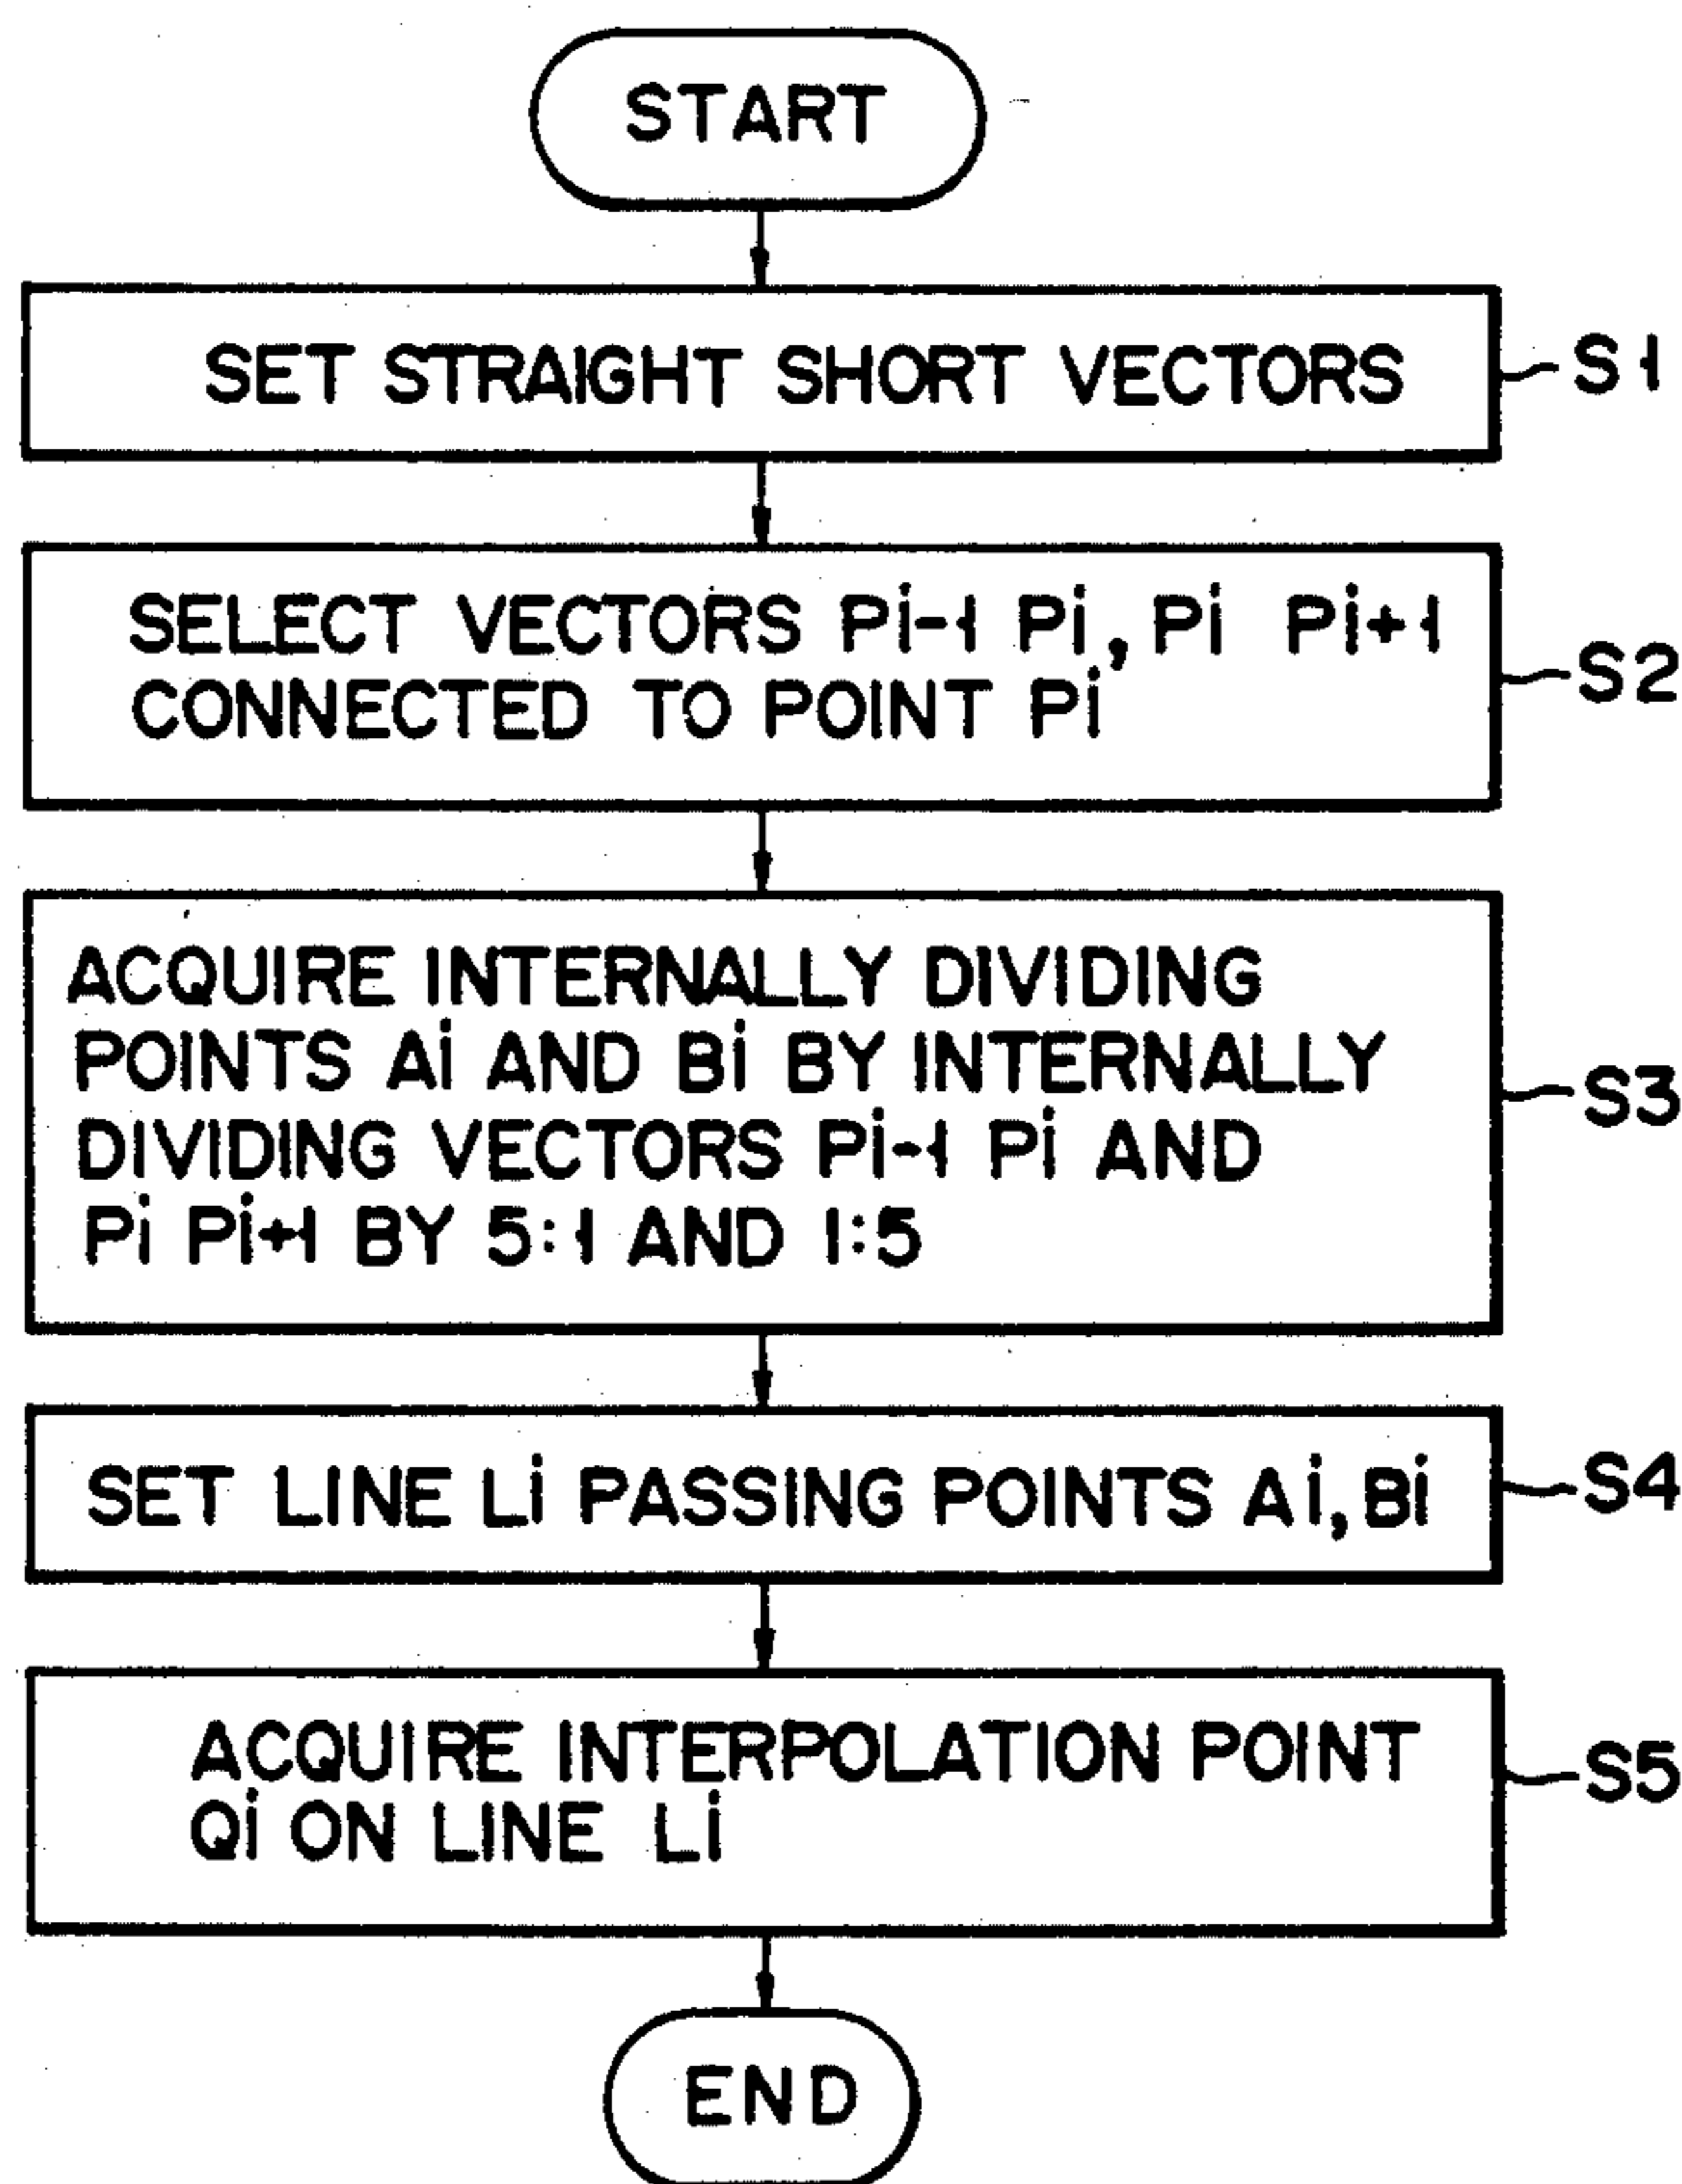 START
SET STRAIGHT SHORT VECTORS
S1
SELECT VECTORS Pi-1 Pi, Pi Pi+1
CONNECTED TO POINT Pi
S2
ACQUIRE INTERNALLY DIVIDING
POINTS Ai AND Bi BY INTERNALLY
DIVIDING VECTORS Pi-1 Pi AND
Pi Pi+1 BY 5:1 AND 1:5
S3
SET LINE Li PASSING POINTS Ai, Bi
S4
ACQUIRE INTERPOLATION POINT
Qi ON LINE Li
S5
END